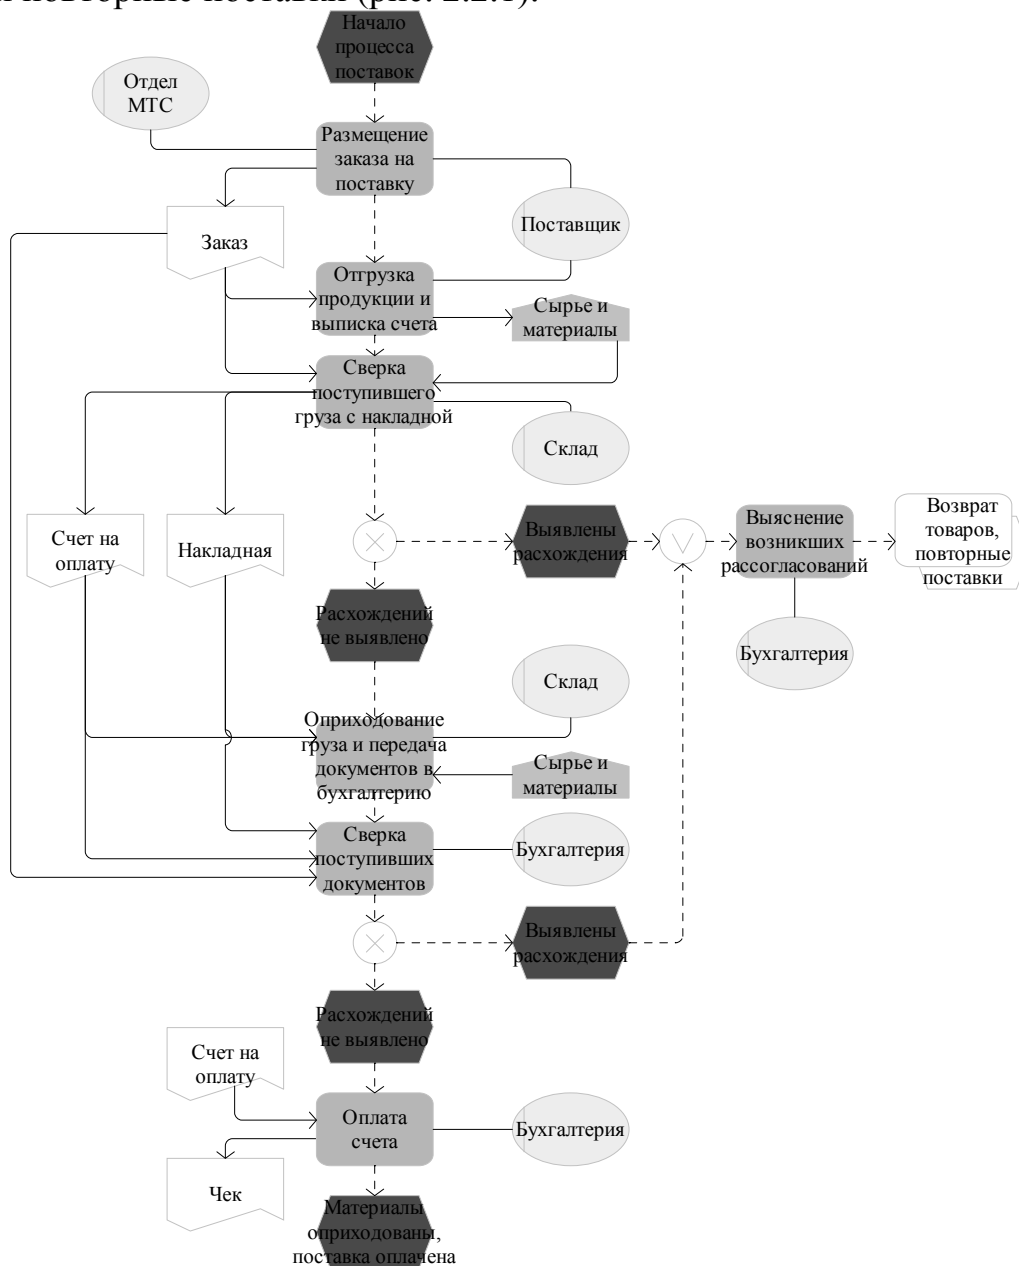 и повторные поставки (рис. 2.2.1).
Начало
процесса
поставок
Отдел
МТС
Размещение
заказа на
поставку
Поставщик
Заказ
Отгрузка
продукции и
выписка счета
Сырье и
материалы
Сверка
поступившего
груза с накладной
Склад
Счет на
оплату
Накладная
Выявлены
расхождения
Выяснение
возникших
рассогласований
Возврат
товаров,
повторные
поставки
Расхождений
не выявлено
Бухгалтерия
Склад
Оприходование
груза и передача
документов в
бухгалтерию
Сырье и
материалы
Сверка
поступивших
документов
Бухгалтерия
Выявлены
расхождения
Расхождений
не выявлено
Счет на
оплату
Оплата
счета
Бухгалтерия
Чек
Материалы
оприходованы,
поставка оплачена